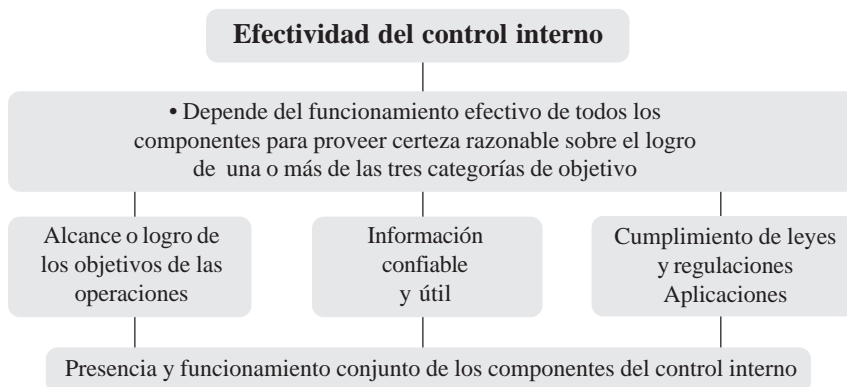 Efectividad del control interno
• Depende del funcionamiento efectivo de todos los
componentes para proveer certeza razonable sobre el logro
de una o más de las tres categorías de objetivo
Alcance o logro de
los objetivos de las
operaciones
Información
confiable
y útil
Cumplimiento de leyes
y regulaciones
Aplicaciones
Presencia y funcionamiento conjunto de los componentes del control interno